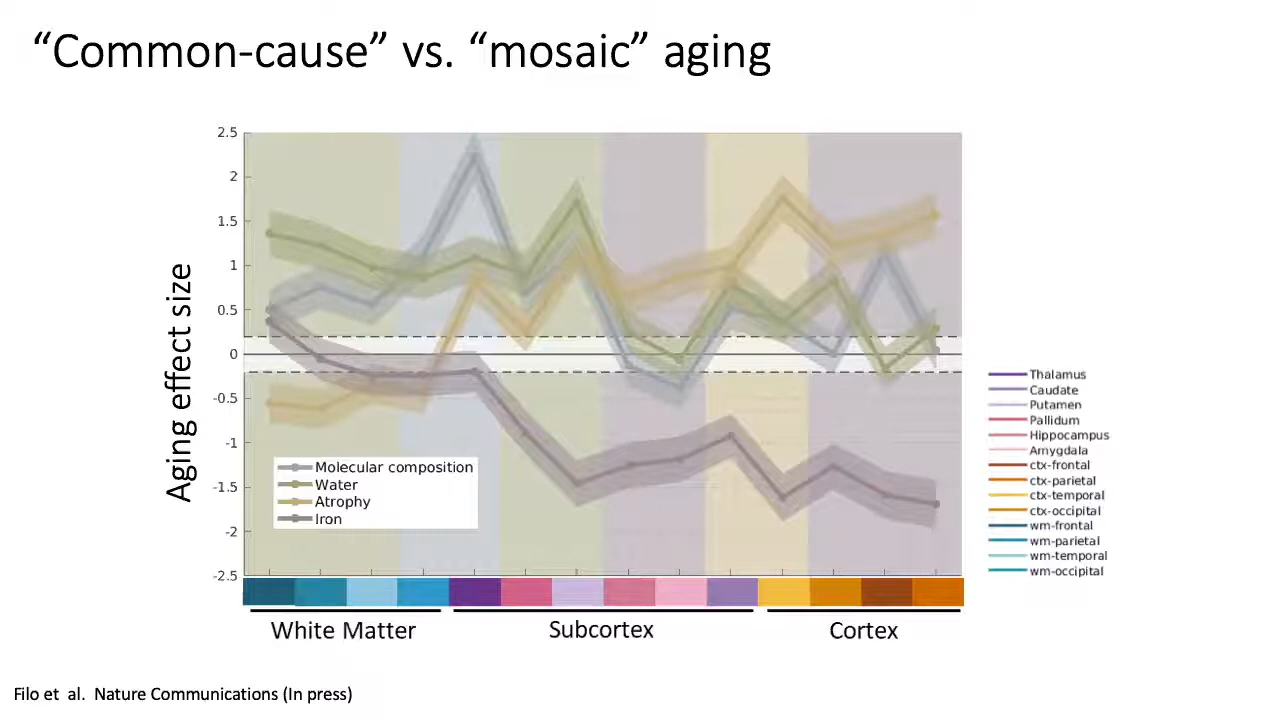 “Common-cause” vs. “mosaic” aging
Aging effect size
2.5
2
1.5
1
0.5
0
-0.5
-1
-1.5
-2
-2.5
Molecular composition
Water
Atrophy
Iron
White Matter
Subcortex
Cortex
Thalamus
Caudate
Putamen
Pallidum
Hippocampus
Amygdala
ctx-frontal
ctx-parietal
ctx-temporal
ctx-occipital
wm-frontal
wm-parietal
wm-temporal
wm-occipital
Filo et al. Nature Communications (In press)